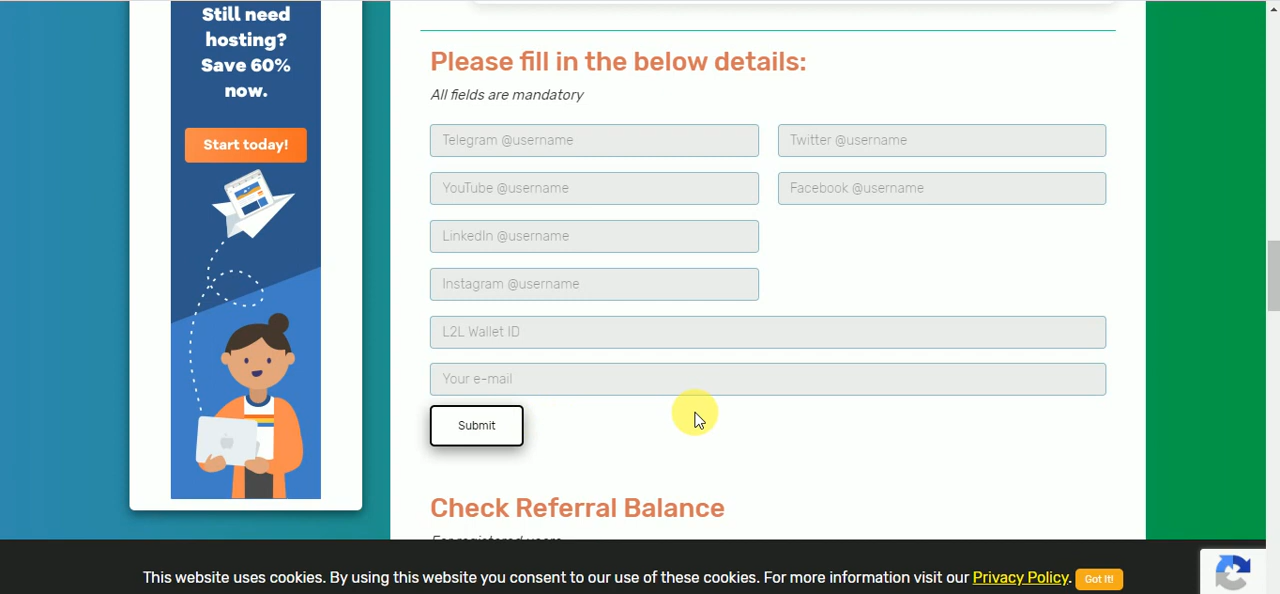 Still need
hosting?
Save 60%
now.
Start today!
Please fill in the below details:
All fields are mandatory
Telegram @username
Twitter @username
YouTube @username
Facebook @username
LinkedIn @username
Instagram @username
L2L Wallet ID
Your e-mail
Submit
Check Referral Balance
For registered users
This website uses cookies. By using this website you consent to our use of these cookies. For more information visit our Privacy Policy. Got It!